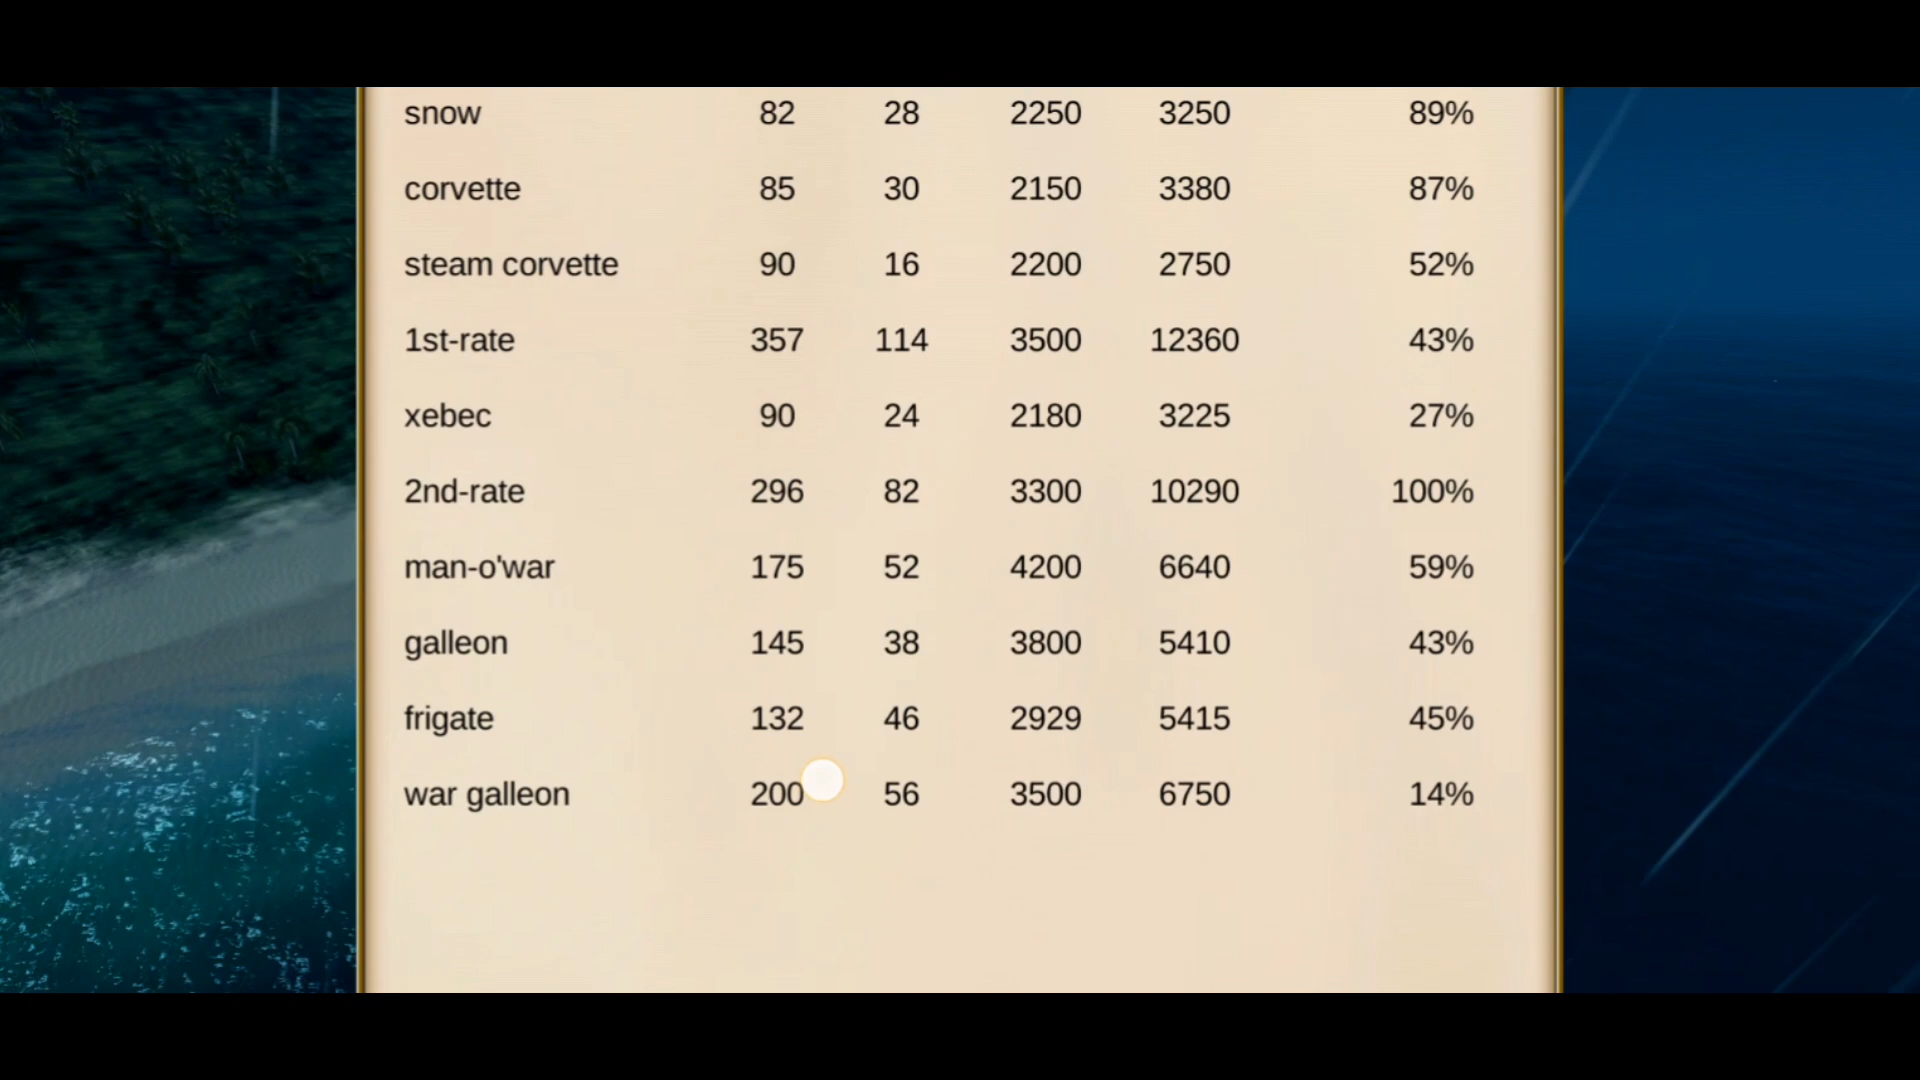 snow 82 28 2250 3250 89%
corvette 85 30 2150 3380 87%
steam corvette 90 16 2200 2750 52%
1st-rate 357 114 3500 12360 43%
xebec 90 24 2180 3225 27%
2nd-rate 296 82 3300 10290 100%
man-o'war 175 52 4200 6640 59%
galleon 145 38 3800 5410 43%
frigate 132 46 2929 5415 45%
war galleon 200 56 3500 6750 14%